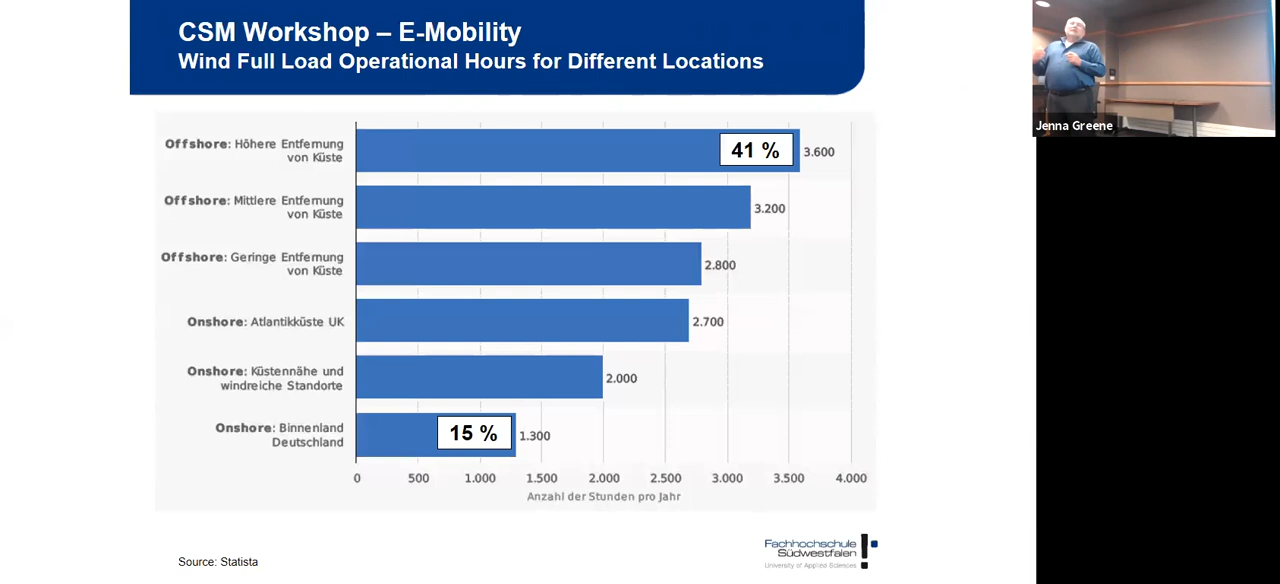 CSM Workshop – E-Mobility
Wind Full Load Operational Hours for Different Locations
Jenna Greene
Offshore: Höhere Entfernung
von Küste
41 %
3.600
Offshore: Mittlere Entfernung
von Küste
3.200
Offshore: Geringe Entfernung
von Küste
2.800
Onshore: Atlantikküste UK
2.700
Onshore: Küstennähe und
windreiche Standorte
2.000
Onshore: Binnenland
Deutschland
15 %
1.300
0 500 1.000 1.500 2.000 2.500 3.000 3.500 4.000
Anzahl der Stunden pro Jahr
Source: Statista
Fachhochschule
Südwestfalen
University of Applied Sciences